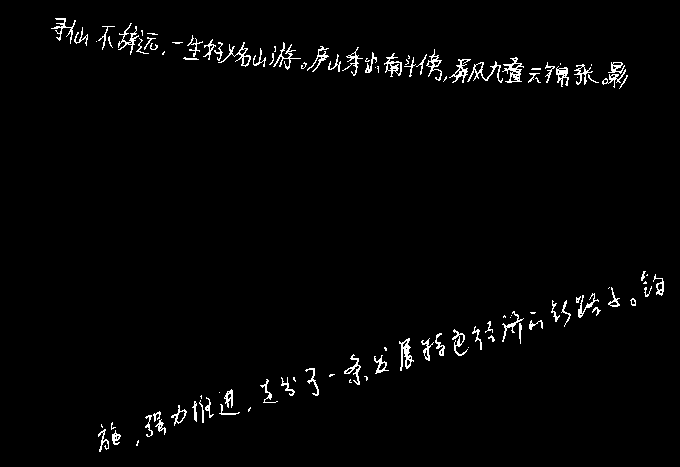 寻仙不辞远，一生好入名山游。庐山秀出南斗傍，屏风九叠云锦张。影
施，强力推进，走出了一条发展特色经济的新路子。铂